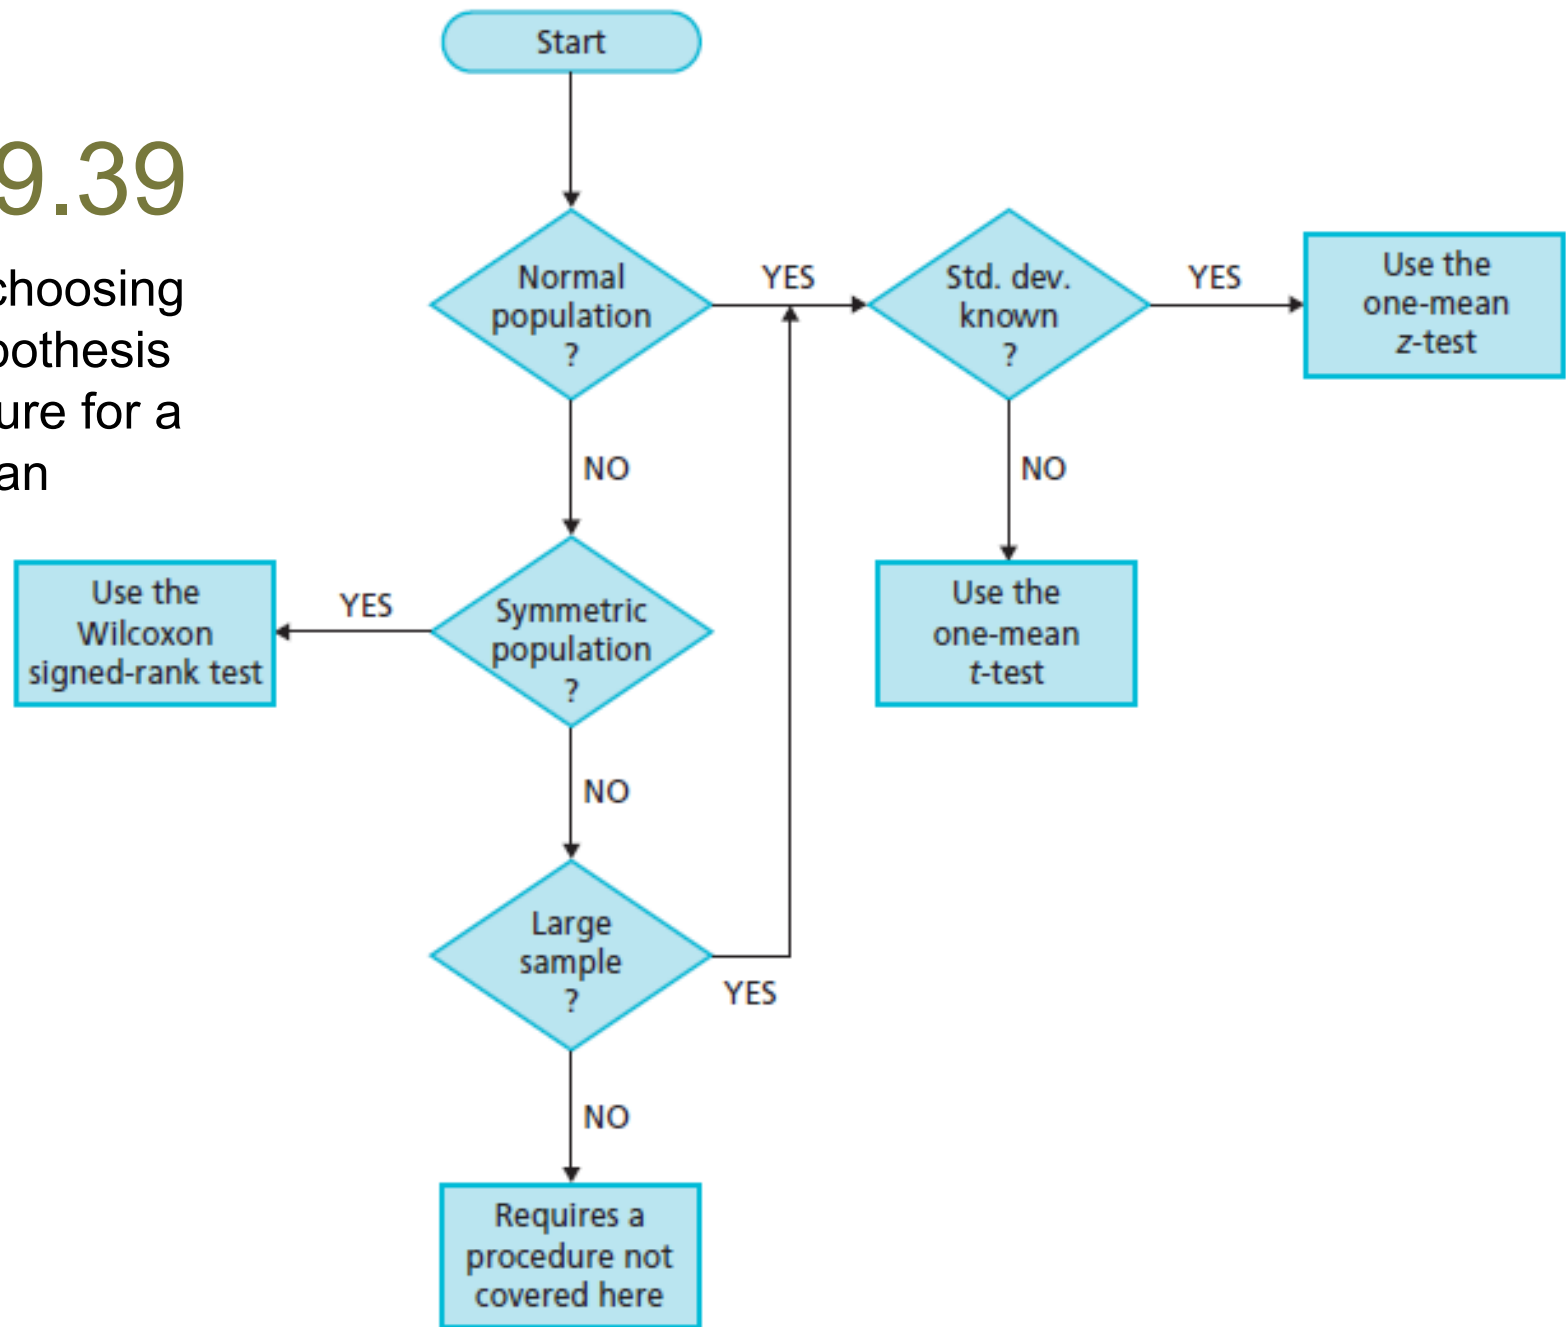 9.39
choosing
pothesis
ure for a
an
Start
Normal
population
?
YES
Std. dev.
known
?
YES
Use the
one-mean
z-test
NO
NO
Use the
Wilcoxon
signed-rank test
YES
Symmetric
population
?
Use the
one-mean
t-test
NO
Large
sample
?
YES
NO
Requires a
procedure not
covered here